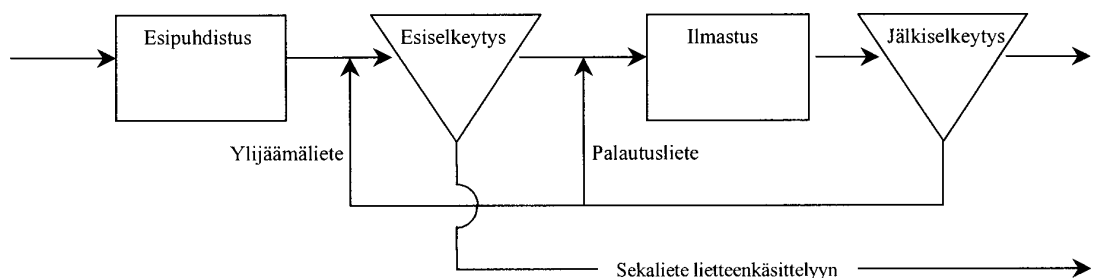 Esipuhdistus
Esiselkeytys
Ilmastus
Jälkiselkeytys
Ylijäämäliete
Palautusliete
Sekaliete lietteenkäsittelyyn